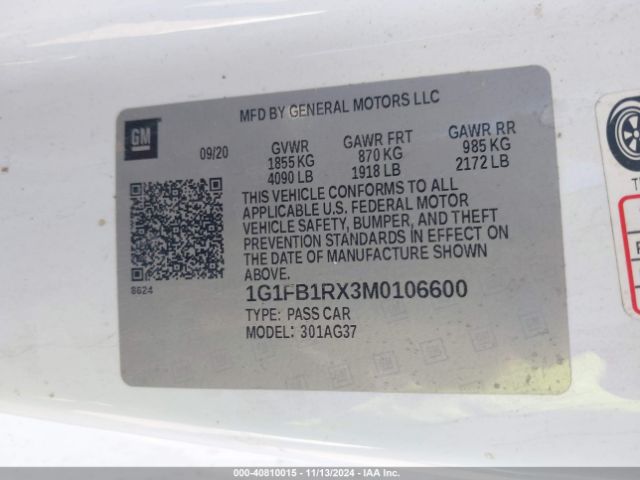 MFD BY GENERAL MOTORS LLC
GM
09/20
GVWR
1855 KG
4090 LB
GAWR FRT
870 KG
1918 LB
GAWR RR
985 KG
2172 LB
THIS VEHICLE CONFORMS TO ALL
APPLICABLE U.S. FEDERAL MOTOR
VEHICLE SAFETY, BUMPER, AND THEFT
PREVENTION STANDARDS IN EFFECT ON
THE DATE OF MANUFACTURE SHOWN
ABOVE.
8624
1G1FB1RX3M0106600
TYPE: PASS CAR
MODEL: 301AG37
000-40810015 - 11/13/2024 - COPYRIGHT IAA, LLC.